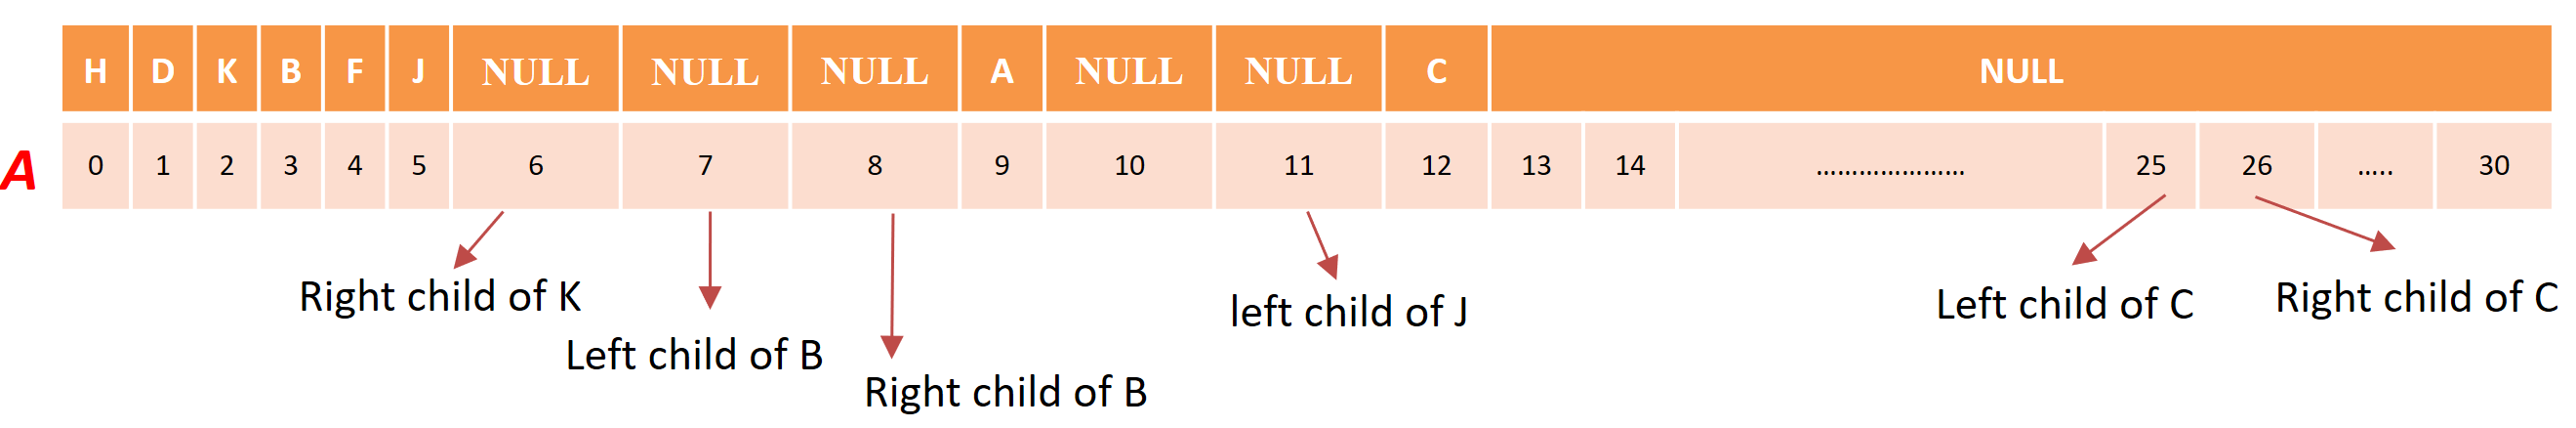 H D K B F J NULL NULL NULL A NULL NULL C NULL
A 0 1 2 3 4 5 6 7 8 9 10 11 12 13 14 ………………… 25 26 ….. 30
Right child of K
Left child of B
Right child of B
left child of J
Left child of C
Right child of C